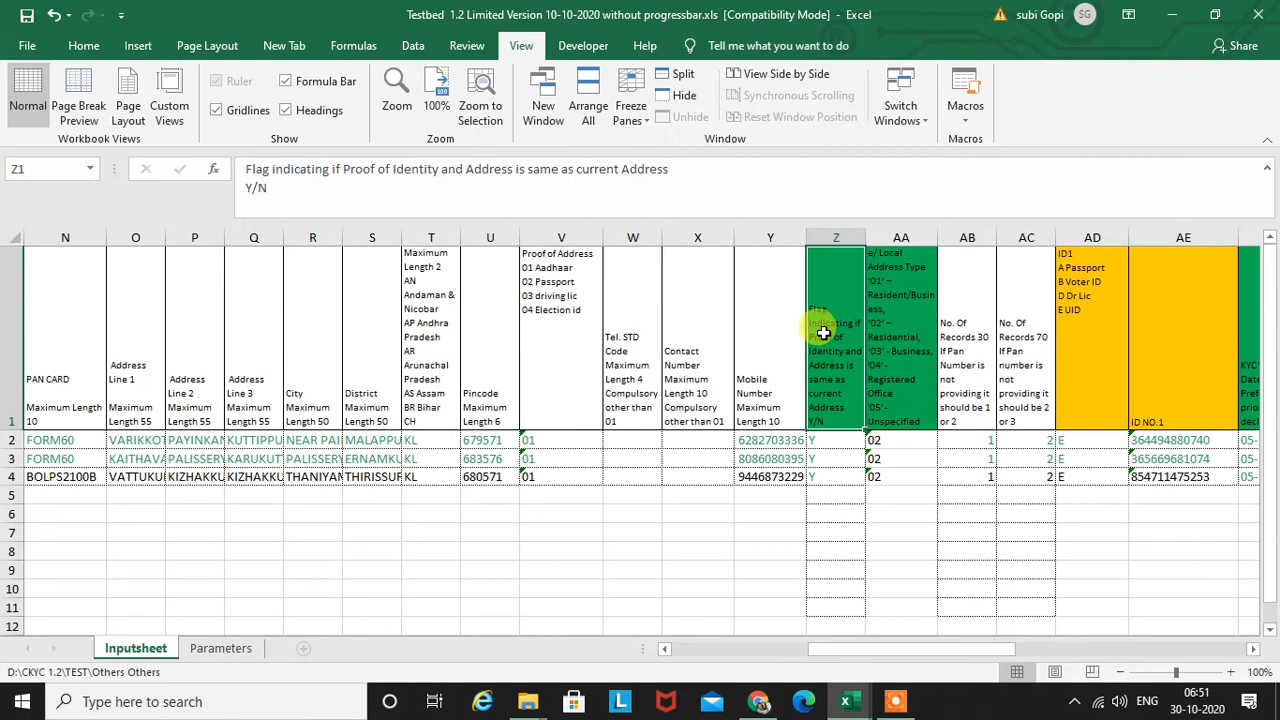 Testbed 1.2 Limited Version 10-10-2020 without progressbar.xls [Compatibility Mode] - Excel
subi Gopi
SG
File Home Insert Page Layout New Tab Formulas Data Review View Developer Help Tell me what you want to do Share
Normal
Page Break Preview
Page Layout
Custom Views
Workbook Views
Ruler
Gridlines
Formula Bar
Headings
Show
Zoom
100%
Zoom to Selection
Zoom
New Window
Arrange All
Freeze Panes
Split
Hide
Unhide
View Side by Side
Synchronous Scrolling
Reset Window Position
Window
Switch Windows
Macros
Macros
Z1
fx
Flag indicating if Proof of Identity and Address is same as current Address
Y/N
N O P Q R S T U V W X Y Z AA AB AC AD AE
1
PAN CARD
Maximum Length
10
Address
Line 1
Maximum
Length 55
Address
Line 2
Maximum
Length 55
Address
Line 3
Maximum
Length 55
City
Maximum
Length 50
District
Maximum
Length 50
Maximum
Length 2
AN
Andaman &
Nicobar
AP Andhra
Pradesh
AR
Arunachal
Pradesh
AS Assam
BR Bihar
CH
Pincode
Maximum
Length 6
Proof of Address
01 Aadhaar
02 Passport
03 driving lic
04 Election id
Tel. STD
Code
Maximum
Length 4
Compulsory
other than
01
Contact
Number
Maximum
Length 10
Compulsory
other than 01
Mobile
Number
Maximum
Length 10
Flag
indicating if
Proof of
Identity and
Address is
same as
current
Address
Y/N
e/ Local
Address Type
'01' –
Resident/Busin
ess,
'02' –
Residential,
'03' - Business,
'04'-
Registered
Office
'05'-
Unspecified
No. Of
Records 30
If Pan
Number is
not
providing it
should be 1
or 2
No. Of
Records 70
If Pan
number is
not
providing it
should be 2
or 3
ID1
A Passport
B Voter ID
D Dr Lic
E UID
ID NO.1
KYC
Date
Pref
prio
decl
2 FORM60 VARIKKO PAYINKAN KUTTIPPU NEAR PAI MALAPPU KL 679571 01 6282703336 Y 02 1 2 E 364494880740 05-
3 FORM60 KAITHAVA PALISSERY KARUKUTT PALISSERY ERNAMKU KL 683576 01 8086080395 Y 02 1 2 E 365669681074 05-
4 BOLPS2100B VATTUKU KIZHAKKU KIZHAKKU THANIYAN THIRISSUR KL 680571 01 9446873229 Y 02 1 2 E 854711475253 05-
5
6
7
8
9
10
11
12
Inputsheet Parameters
D:\CKYC 1.2\TEST\Others Others
100%
Type here to search
ENG
06:51
30-10-2020